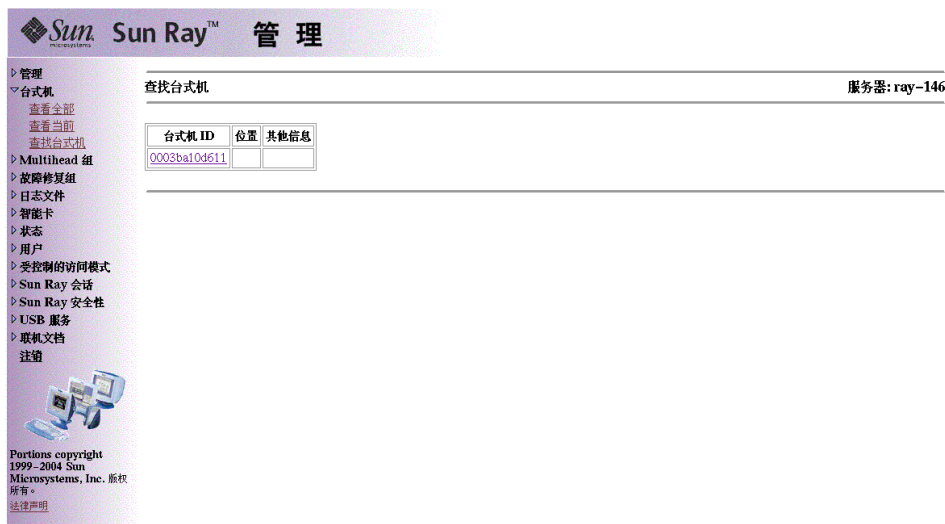 Sun microsystems Sun Ray™ 管 理
管理
台式机
查看全部
查看当前
查找台式机
Multihead 组
故障修复组
日志文件
智能卡
状态
用户
受控制的访问模式
Sun Ray 会话
Sun Ray 安全性
USB 服务
联机文档
注销
Portions copyright
1999-2004 Sun
Microsystems, Inc. 版权
所有。
法律声明
查找台式机 服务器: ray-146
台式机 ID 位置 其他信息
0003ba10d611